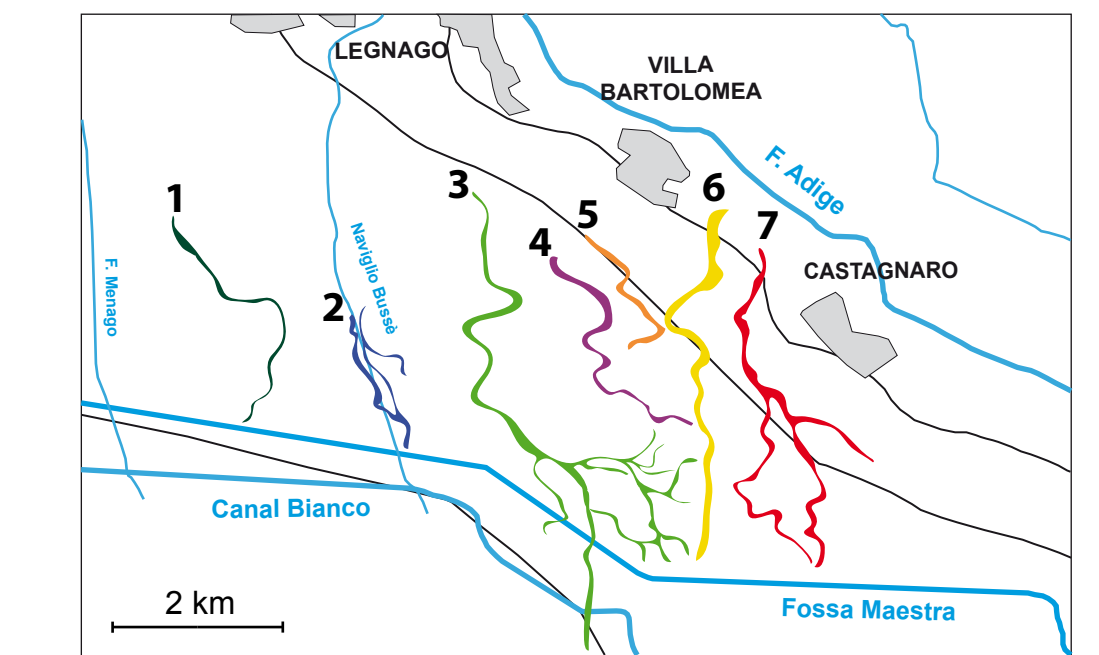 LEGNAGO
VILLA
BARTOLOMEA
F. Adige
1
3
6
5
7
4
CASTAGNARO
F. Menago
Naviglio Bussè
2
Canal Bianco
2 km
Fossa Maestra